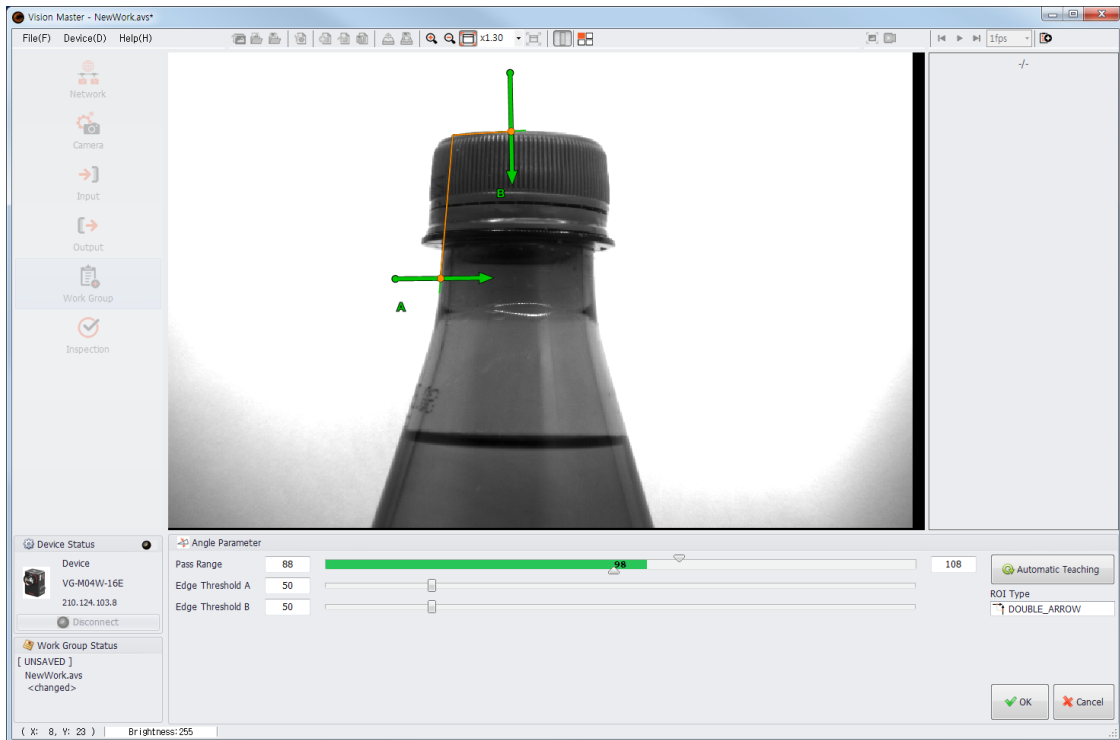 Vision Master - NewWork.avs*
File(F) Device(D) Help(H)
x1.30
1fps
Network
Camera
Input
Output
Work Group
Inspection
B
A
-/-
Device Status
Device
VG-M04W-16E
210.124.103.8
Disconnect
Work Group Status
[ UNSAVED ]
NewWork.avs
<changed>
Angle Parameter
Pass Range 88 98 108
Edge Threshold A 50
Edge Threshold B 50
Automatic Teaching
ROI Type
DOUBLE_ARROW
OK
Cancel
( X: 8, Y: 23 ) Brightness:255